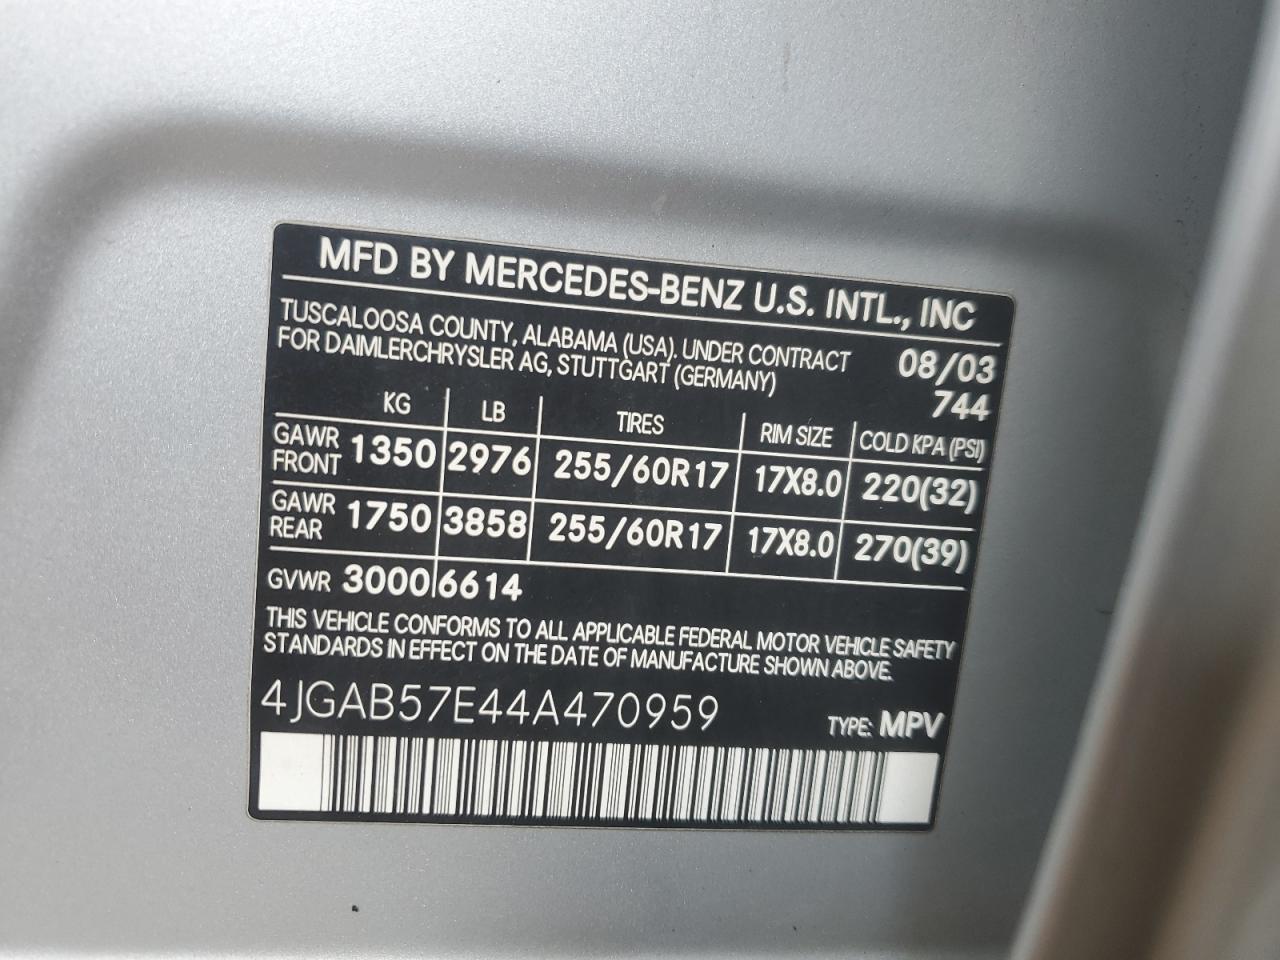 MFD BY MERCEDES-BENZ U.S. INTL., INC
TUSCALOOSA COUNTY, ALABAMA (USA). UNDER CONTRACT
FOR DAIMLERCHRYSLER AG, STUTTGART (GERMANY)
08/03
744
KG LB TIRES RIM SIZE COLD KPA (PSI)
GAWR FRONT 1350 2976 255/60R17 17X8.0 220(32)
GAWR REAR 1750 3858 255/60R17 17X8.0 270(39)
GVWR 3000 6614
THIS VEHICLE CONFORMS TO ALL APPLICABLE FEDERAL MOTOR VEHICLE SAFETY
STANDARDS IN EFFECT ON THE DATE OF MANUFACTURE SHOWN ABOVE.
4JGAB57E44A470959 TYPE: MPV